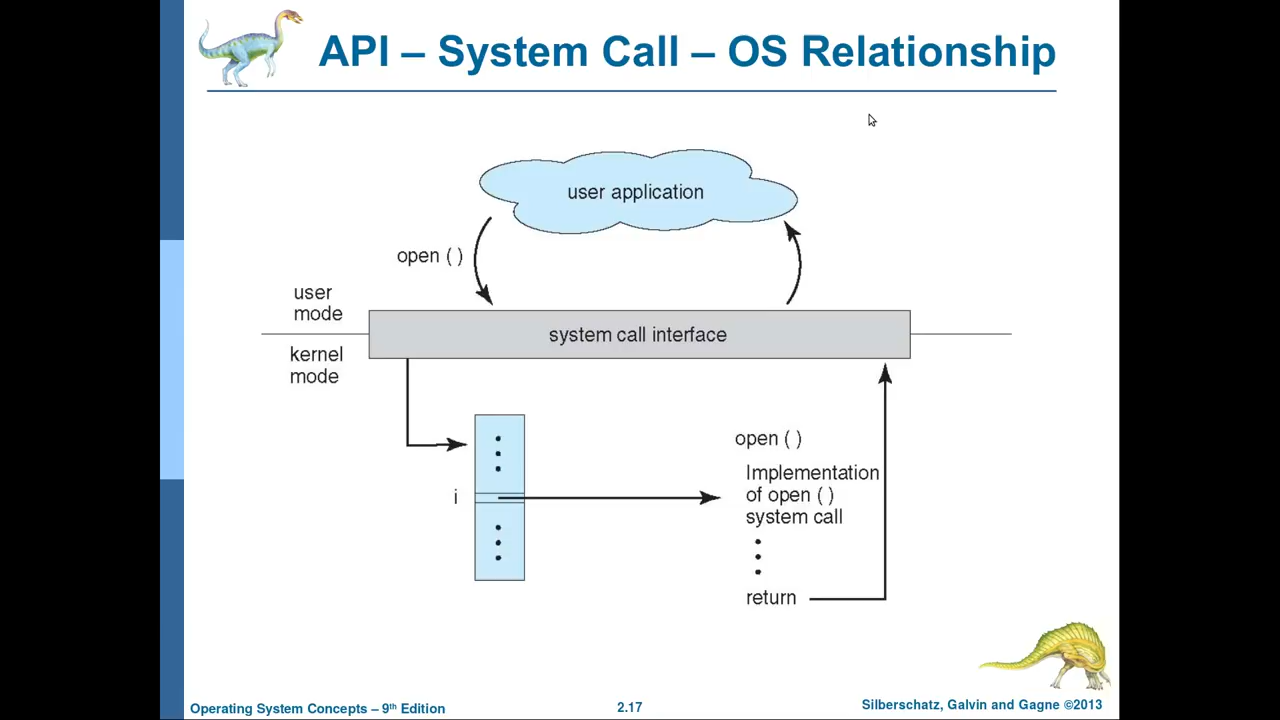 API – System Call – OS Relationship
user application
open ( )
user
mode
system call interface
kernel
mode
open ( )
Implementation
of open ( )
system call
i
return
Operating System Concepts – 9th Edition
2.17
Silberschatz, Galvin and Gagne ©2013